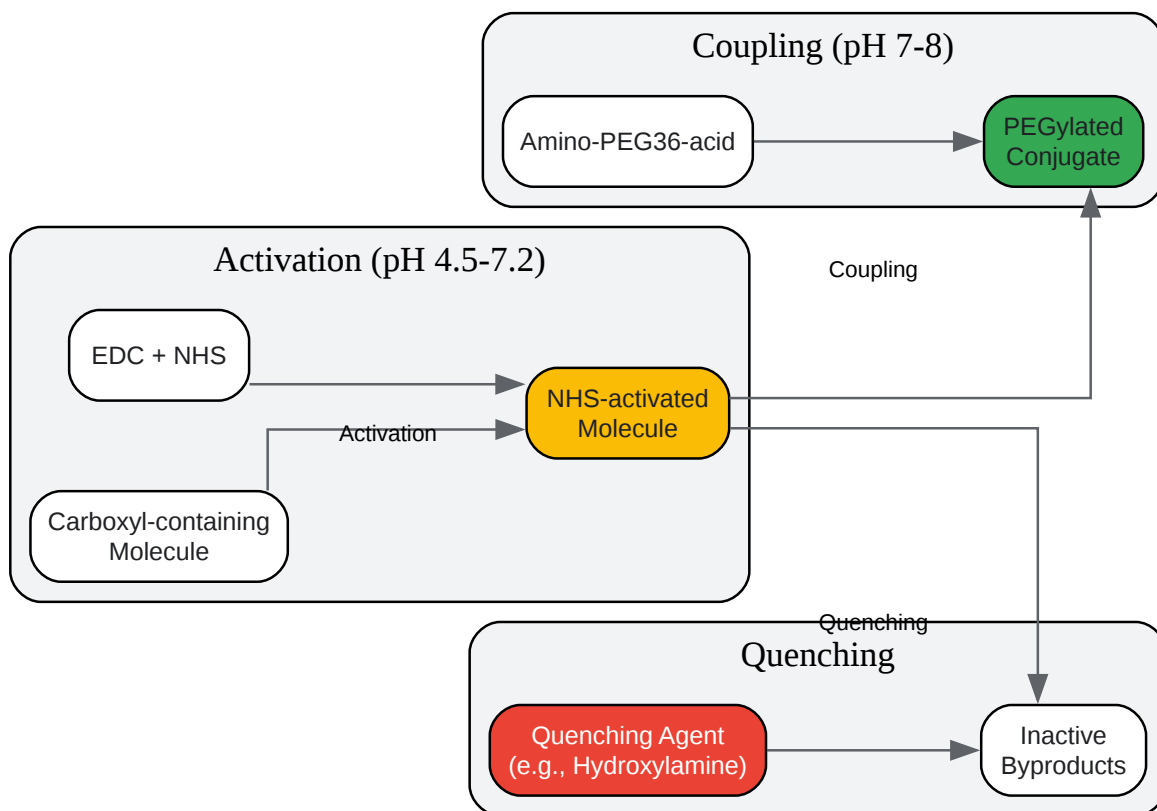 Coupling (pH 7-8)
Amino-PEG36-acid
PEGylated
Conjugate
Activation (pH 4.5-7.2)
Coupling
EDC + NHS
NHS-activated
Molecule
Activation
Carboxyl-containing
Molecule
Quenching
Quenching
Quenching Agent
(e.g., Hydroxylamine)
Inactive
Byproducts